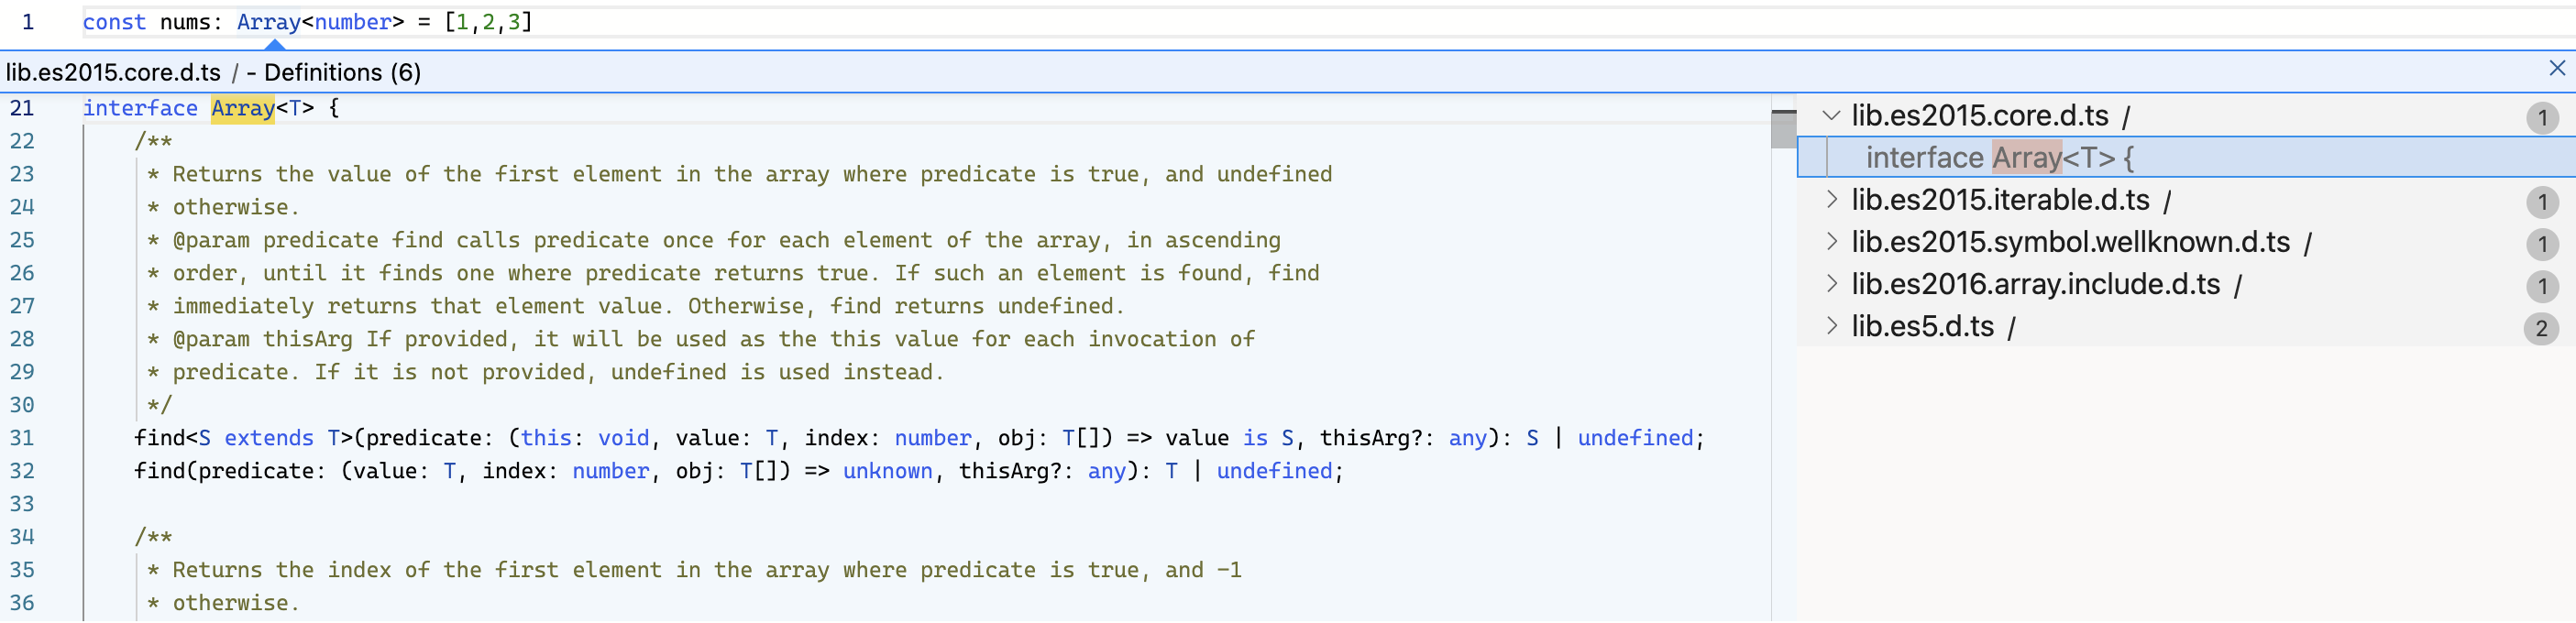 1 const nums: Array<number> = [1,2,3]
lib.es2015.core.d.ts / - Definitions (6)
21 interface Array<T> {
22 /**
23 * Returns the value of the first element in the array where predicate is true, and undefined
24 * otherwise.
25 * @param predicate find calls predicate once for each element of the array, in ascending
26 * order, until it finds one where predicate returns true. If such an element is found, find
27 * immediately returns that element value. Otherwise, find returns undefined.
28 * @param thisArg If provided, it will be used as the this value for each invocation of
29 * predicate. If it is not provided, undefined is used instead.
30 */
31 find<S extends T>(predicate: (this: void, value: T, index: number, obj: T[]) => value is S, thisArg?: any): S | undefined;
32 find(predicate: (value: T, index: number, obj: T[]) => unknown, thisArg?: any): T | undefined;
33
34 /**
35 * Returns the index of the first element in the array where predicate is true, and -1
36 * otherwise.
lib.es2015.core.d.ts / 1
interface Array<T> {
lib.es2015.iterable.d.ts / 1
lib.es2015.symbol.wellknown.d.ts / 1
lib.es2016.array.include.d.ts / 1
lib.es5.d.ts / 2